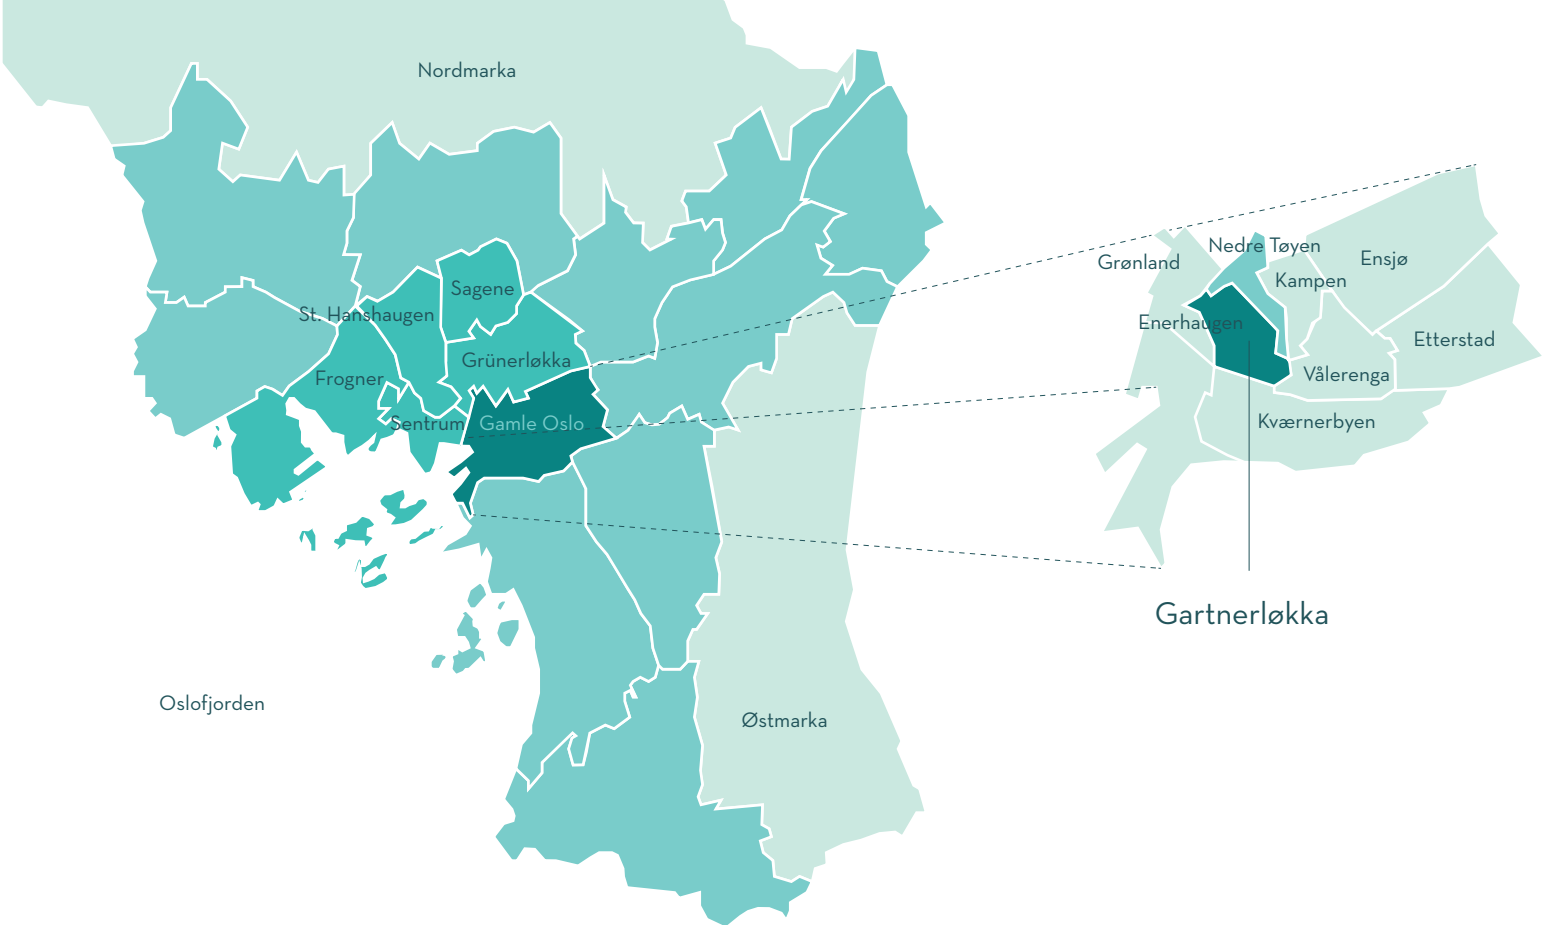 Nordmarka
Sagene
St. Hanshaugen
Grünerløkka
Frogner
Sentrum
Gamle Oslo
Oslofjorden
Østmarka
Nedre Tøyen
Grønland
Ensjø
Kampen
Enerhaugen
Etterstad
Vålerenga
Kværnerbyen
Gartnerløkka